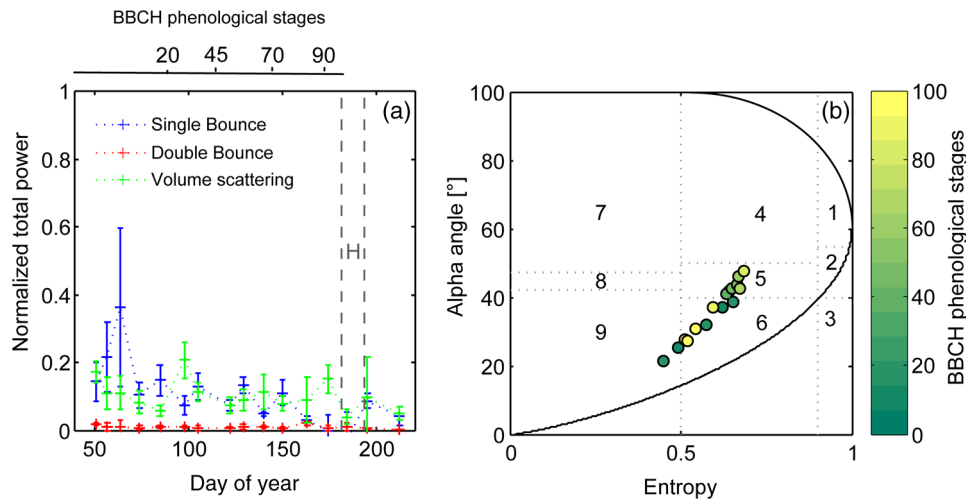 BBCH phenological stages
20 30 45 70 90
(a)
Single Bounce
Double Bounce
Volume scattering
H
1
0.8
0.6
0.4
0.2
0
Normalized total power
50 100 150 200
Day of year
(b)
100
80
60
40
20
0
Alpha angle [°]
7 4 1
8 5 2
9 6 3
0 0.5 1
Entropy
100
80
60
40
20
0
BBCH phenological stages